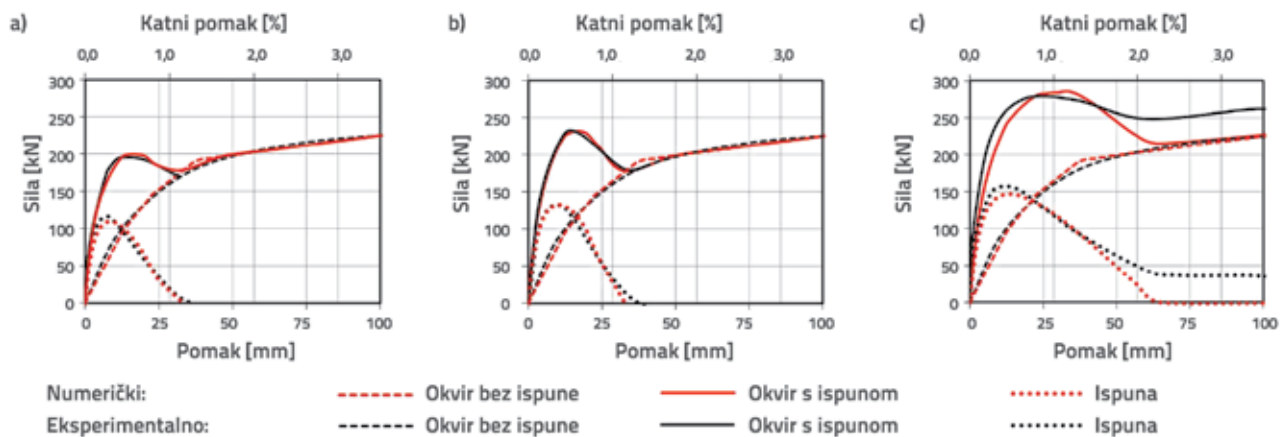 a) Katni pomak [%] b) Katni pomak [%] c) Katni pomak [%]
0,0 1,0 2,0 3,0 0,0 1,0 2,0 3,0 0,0 1,0 2,0 3,0
300 300 300
250 250 250
200 200 200
150 150 150
100 100 100
50 50 50
0 0 0
Sila [kN] Sila [kN] Sila [kN]
0 25 50 75 100 0 25 50 75 100 0 25 50 75 100
Pomak [mm] Pomak [mm] Pomak [mm]
Numerički: Okvir bez ispune Okvir s ispunom Ispuna
Eksperimentalno: Okvir bez ispune Okvir s ispunom Ispuna